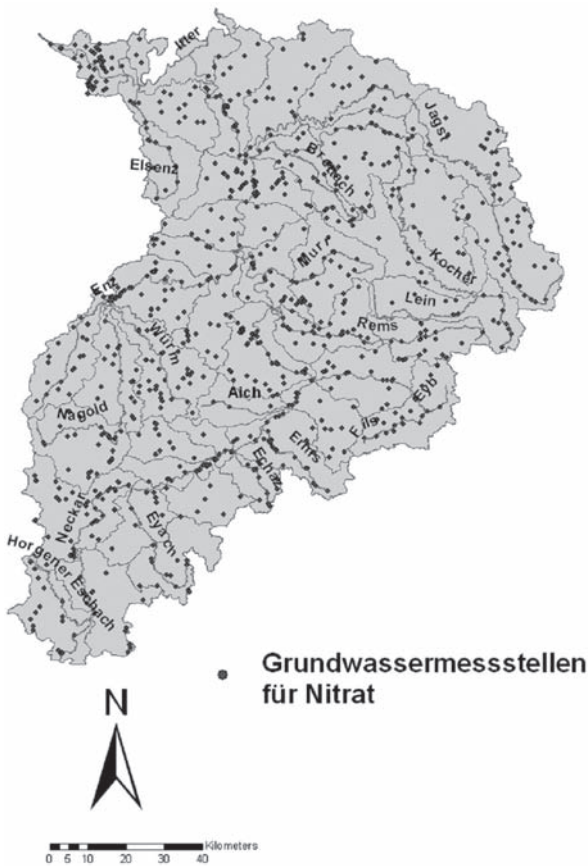 Itter
Jagst
Elsenz
Brettach
Murr
Kocher
Enz
Lein
Rems
Würm
Aich
Nagold
Fils
Erms
Echaz
Neckar
Eyach
Horgener Eschach
Grundwassermessstellen
für Nitrat
N
Kilometers
0 5 10 20 30 40